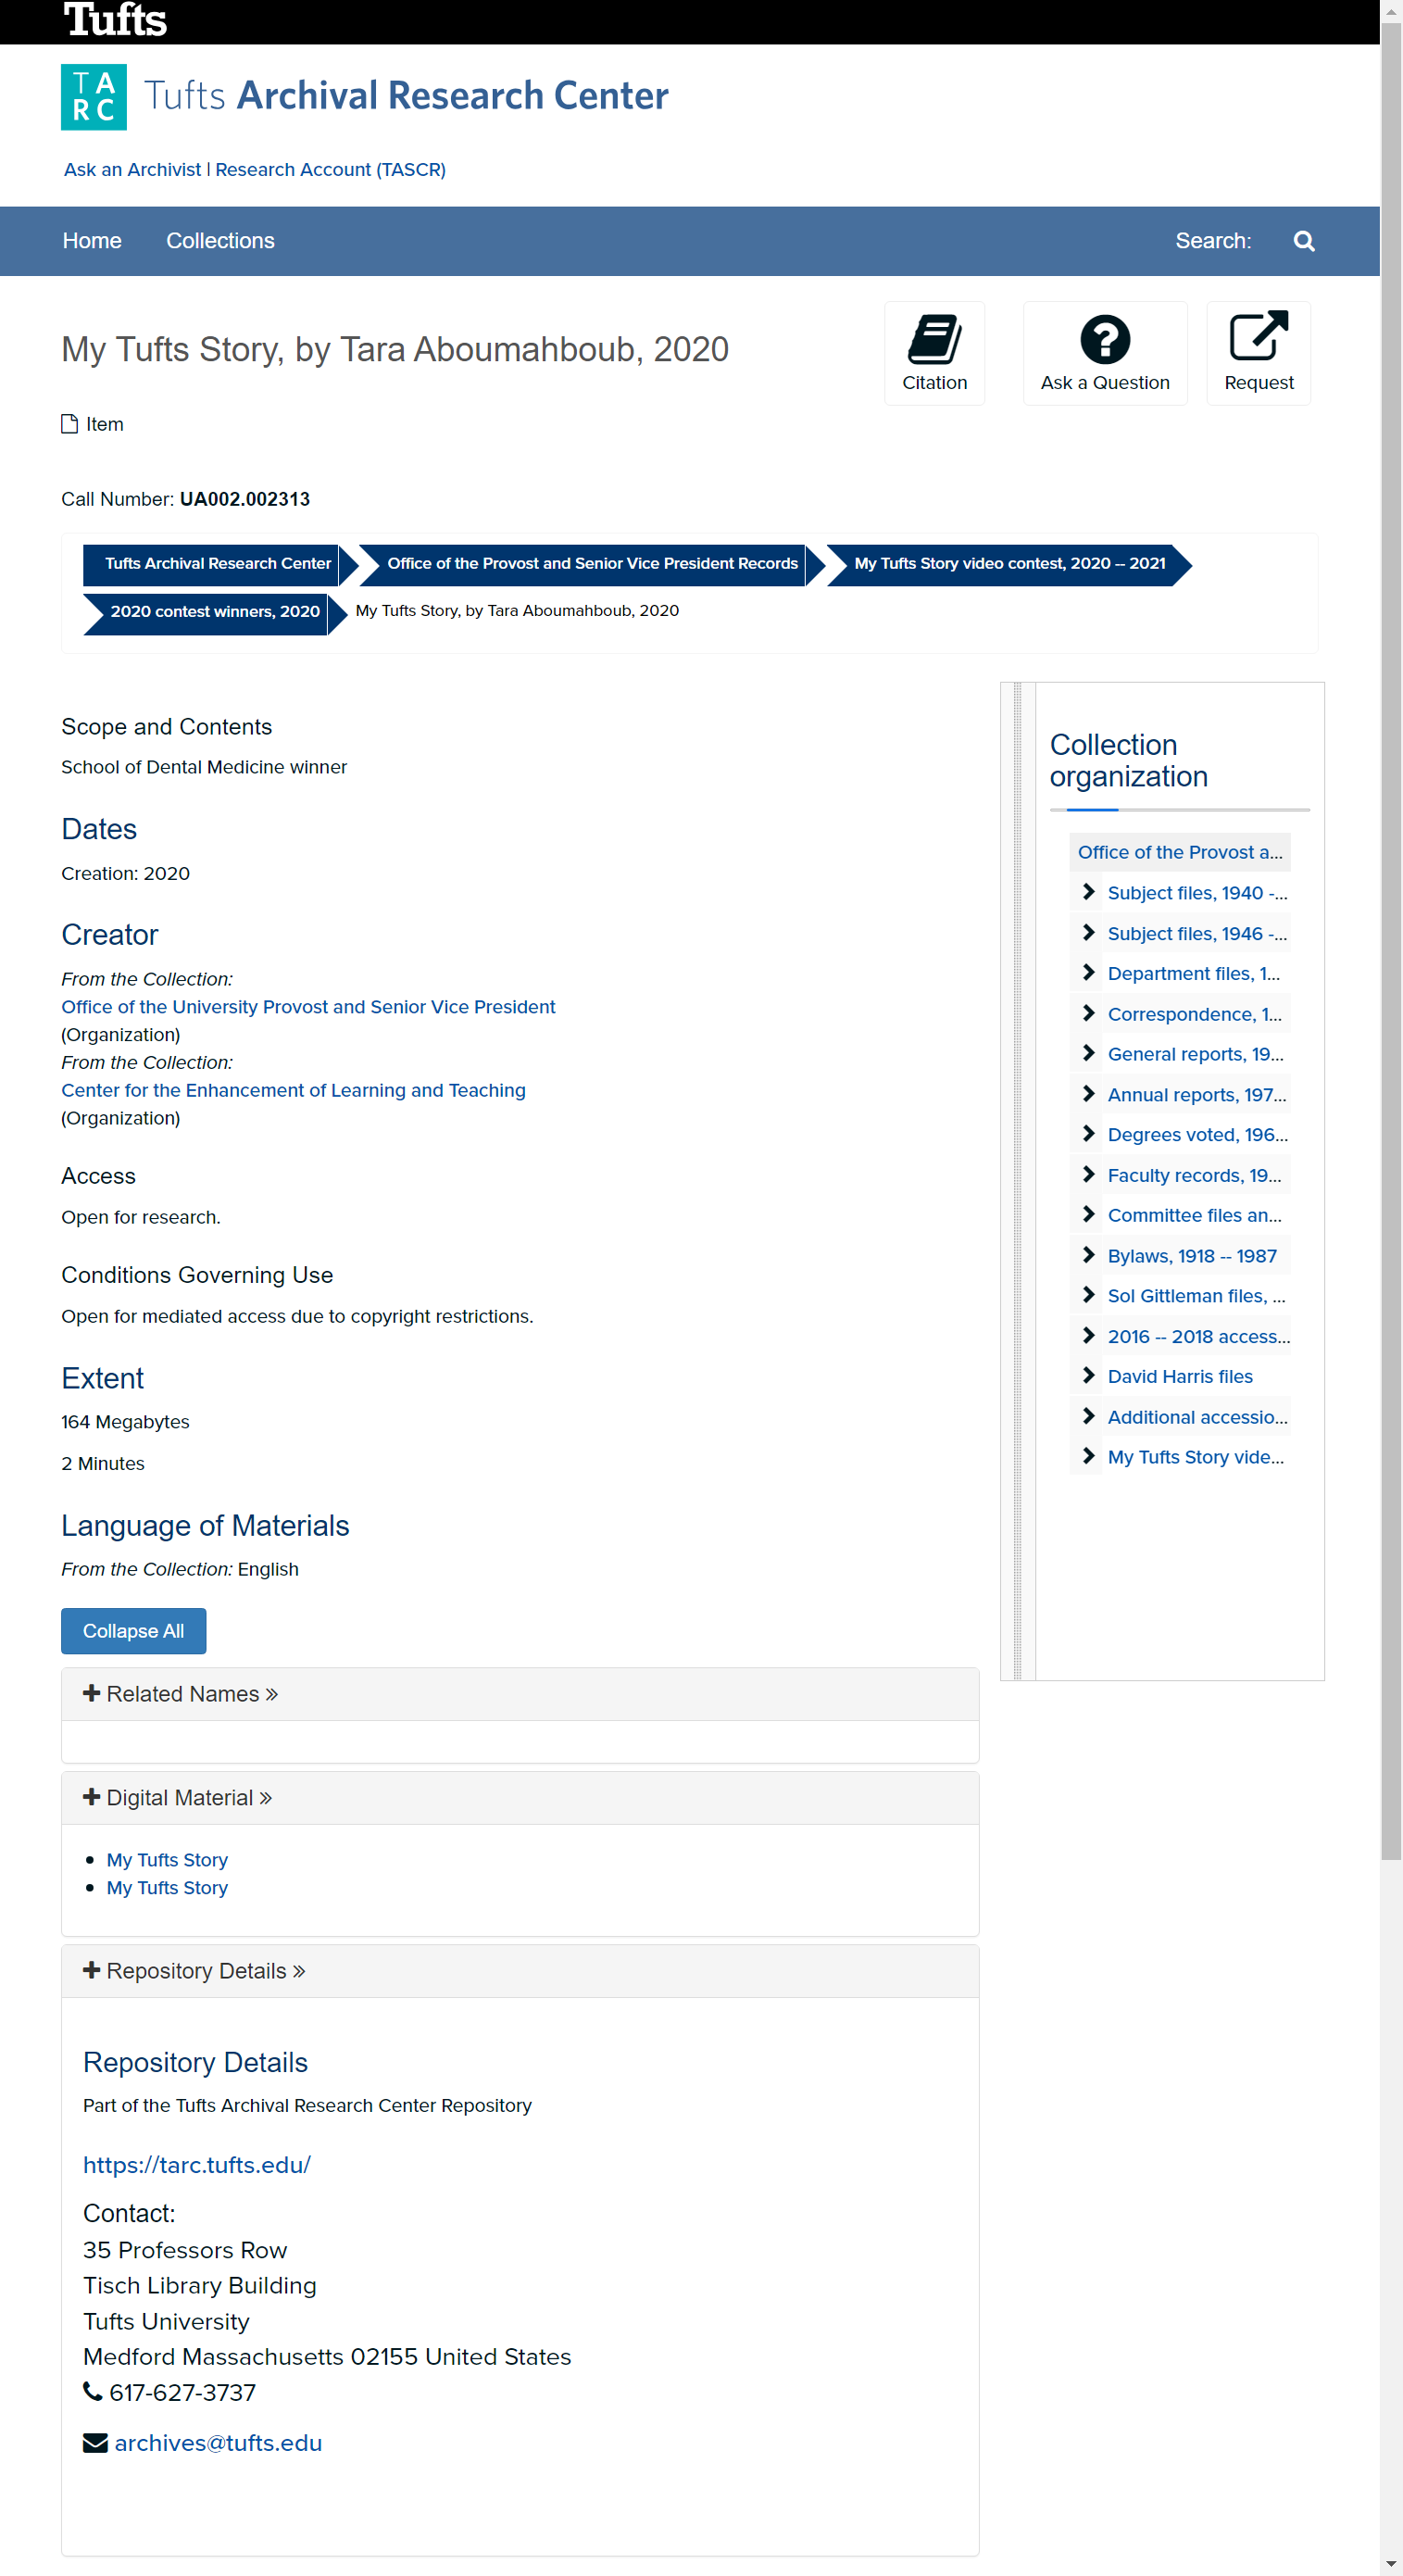 Tufts
TA
RC
Tufts Archival Research Center
Ask an Archivist | Research Account (TASCR)
Home Collections Search:
My Tufts Story, by Tara Aboumahboub, 2020
Citation
Ask a Question
Request
Item
Call Number: UA002.002313
Tufts Archival Research Center Office of the Provost and Senior Vice President Records My Tufts Story video contest, 2020 -- 2021
2020 contest winners, 2020 My Tufts Story, by Tara Aboumahboub, 2020
Scope and Contents
School of Dental Medicine winner
Dates
Creation: 2020
Creator
From the Collection:
Office of the University Provost and Senior Vice President
(Organization)
From the Collection:
Center for the Enhancement of Learning and Teaching
(Organization)
Access
Open for research.
Conditions Governing Use
Open for mediated access due to copyright restrictions.
Extent
164 Megabytes
2 Minutes
Language of Materials
From the Collection: English
Collapse All
Related Names »
Digital Material »
My Tufts Story
My Tufts Story
Repository Details »
Repository Details
Part of the Tufts Archival Research Center Repository
https://tarc.tufts.edu/
Contact:
35 Professors Row
Tisch Library Building
Tufts University
Medford Massachusetts 02155 United States
617-627-3737
archives@tufts.edu
Collection
organization
Office of the Provost a...
Subject files, 1940 -...
Subject files, 1946 -...
Department files, 1...
Correspondence, 1...
General reports, 19...
Annual reports, 197...
Degrees voted, 196...
Faculty records, 19...
Committee files an...
Bylaws, 1918 -- 1987
Sol Gittleman files, ...
2016 -- 2018 access...
David Harris files
Additional accessio...
My Tufts Story vide...